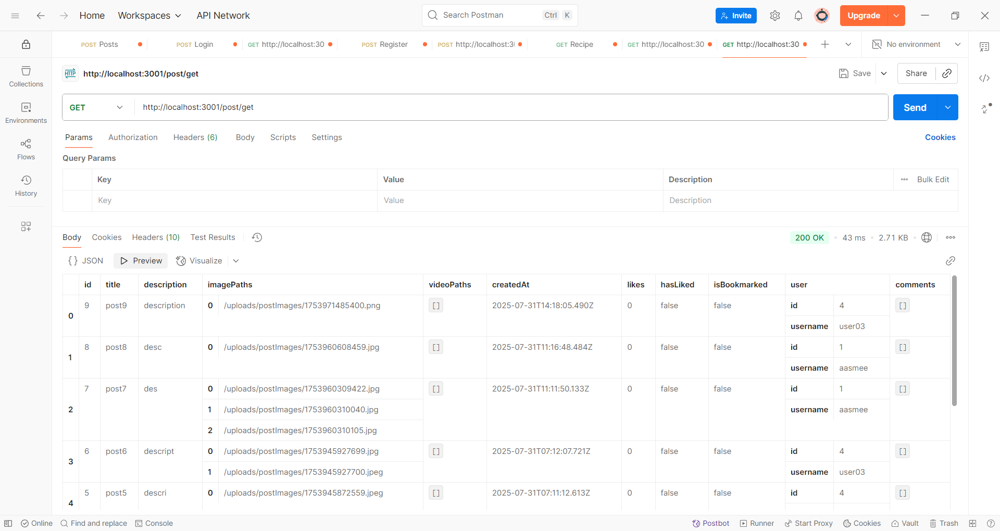 Home Workspaces API Network Search Postman Ctrl K Invite Upgrade
POST Posts POST Login GET http://localhost:30 POST Register POST http://localhost:3 GET Recipe GET http://localhost:30 GET http://localhost:30 No environment
HTTP http://localhost:3001/post/get Save Share
Collections
Environments
Flows
History
GET http://localhost:3001/post/get Send
Params Authorization Headers (6) Body Scripts Settings Cookies
Query Params
Key Value Description Bulk Edit
Key Value Description
Body Cookies Headers (10) Test Results 200 OK 43 ms 2.71 KB
{} JSON Preview Visualize
id title description imagePaths videoPaths createdAt likes hasLiked isBookmarked user comments
0 9 post9 description 0 /uploads/postImages/1753971485400.png [] 2025-07-31T14:18:05.490Z 0 false false id 4 []
username user03
1 8 post8 desc 0 /uploads/postImages/1753960608459.jpg [] 2025-07-31T11:16:48.484Z 0 false false id 1 []
username aasmee
2 7 post7 des 0 /uploads/postImages/1753960309422.jpg [] 2025-07-31T11:11:50.133Z 0 false false id 1 []
1 /uploads/postImages/1753960310040.jpg username aasmee
2 /uploads/postImages/1753960310105.jpg
3 6 post6 descript 0 /uploads/postImages/1753945927699.jpg [] 2025-07-31T07:12:07.721Z 0 false false id 4 []
1 /uploads/postImages/1753945927700.jpeg username user03
4 5 post5 descri 0 /uploads/postImages/1753945872559.jpeg [] 2025-07-31T07:11:12.613Z 0 false false id 4 []
Online Find and replace Console Postbot Runner Start Proxy Cookies Vault Trash